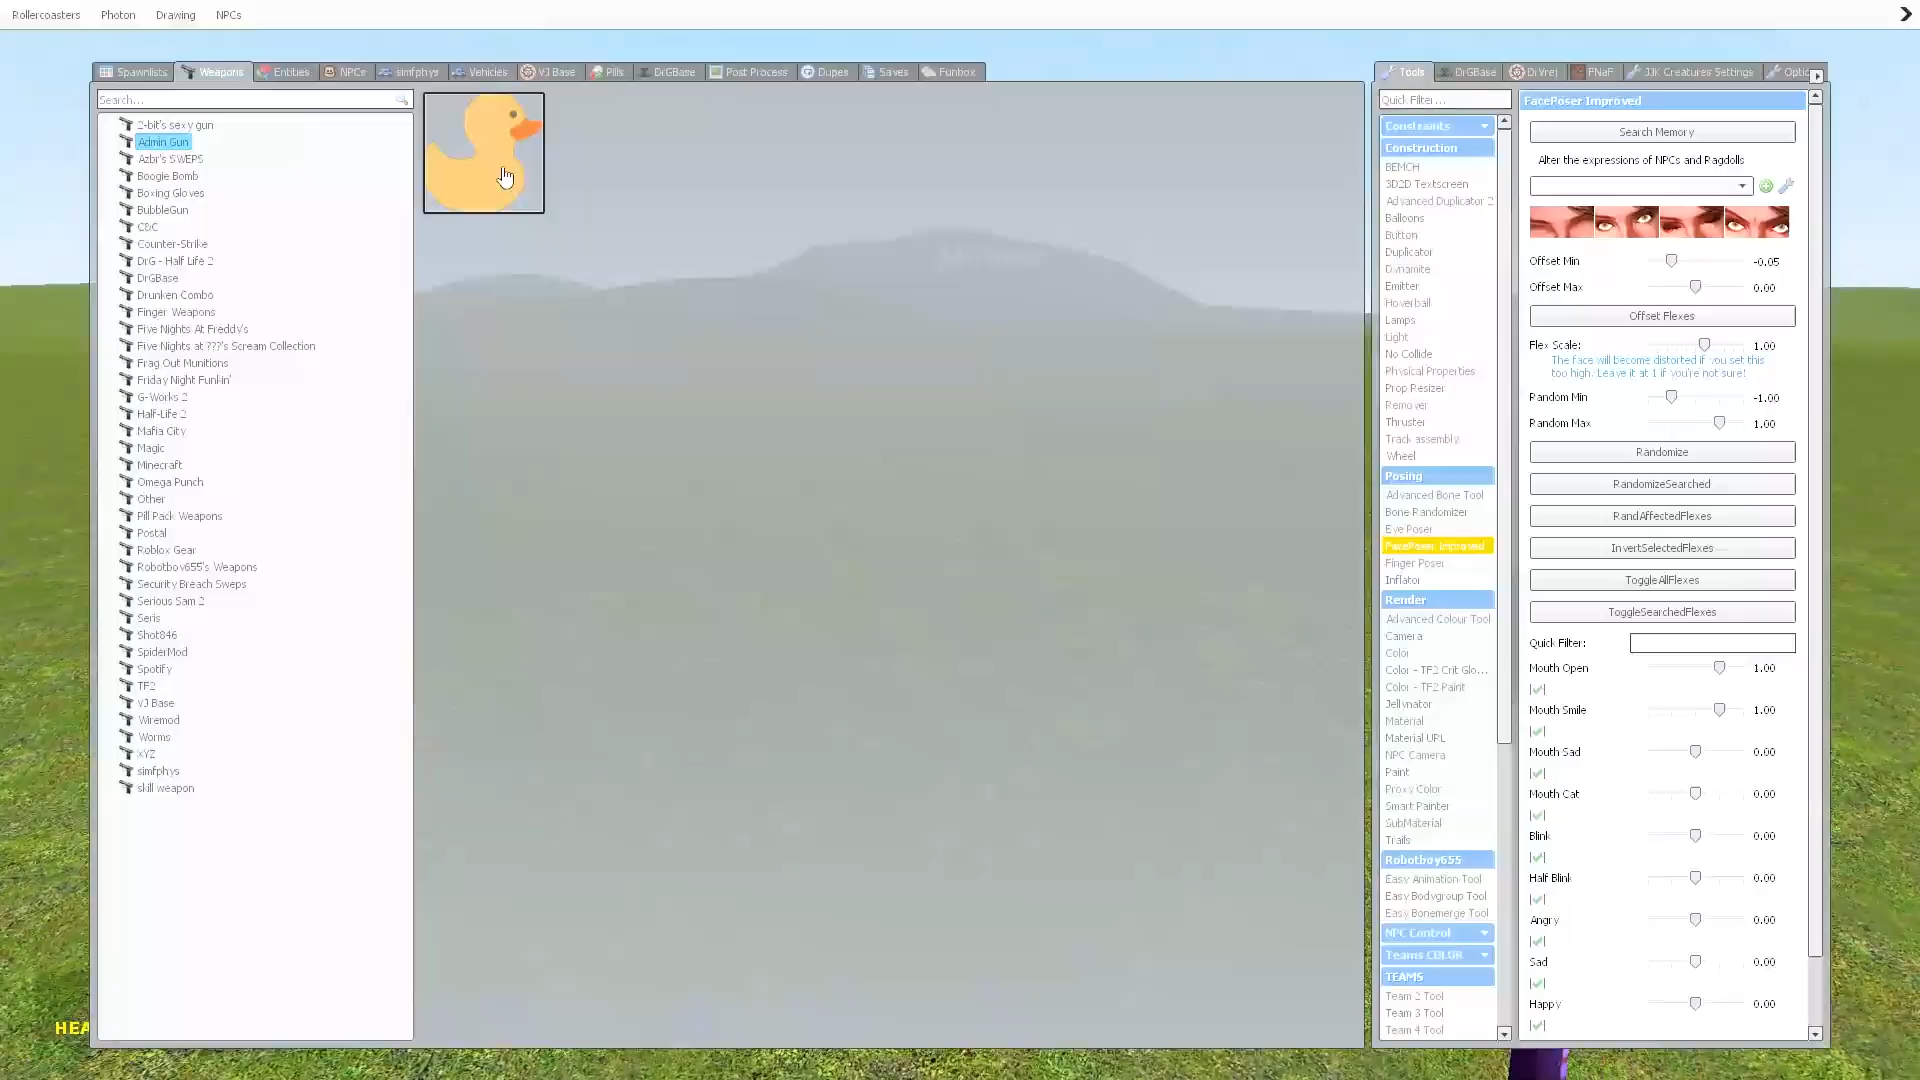 Rollercoasters Photon Drawing NPCs
Spawnlists Weapons Entities NPCs simfphys Vehicles VJ Base Pills DrGBase Post Process Dupes Saves Funbox
Search...
2-bit's sexy gun
Admin Gun
Azbi's SWEPS
Boogie Bomb
Boxing Gloves
BubbleGun
C&C
Counter-Strike
DrG - Half Life 2
DrGBase
Drunken Combo
Finger Weapons
Five Nights At Freddy's
Five Nights at ???'s Scream Collection
Frag Out Munitions
Friday Night Funkin'
G-Works 2
Half-Life 2
Mafia City
Magic
Minecraft
Omega Punch
Other
Pill Pack Weapons
Postal
Roblox Gear
Robotboy655's Weapons
Security Breach Sweps
Serious Sam 2
Seris
Shot846
SpiderMod
Spotify
TF2
VJ Base
Wiremod
Worms
xYZ
simfphys
skill weapon
HEA
Tools DrGBase DrVrej FNaF JJK Creatures Settings Optic
Quick Filter...
Constraints
Construction
BEMCH
3D2D Textscreen
Advanced Duplicator 2
Balloons
Button
Duplicator
Dynamite
Emitter
Hoverball
Lamps
Light
No Collide
Physical Properties
Prop Resizer
Remover
Thruster
Track assembly
Wheel
Posing
Advanced Bone Tool
Bone Randomizer
Eye Poser
FacePoser Improved
Finger Poser
Inflator
Render
Advanced Colour Tool
Camera
Color
Color - TF2 Crit Glo...
Color - TF2 Paint
Jellynator
Material
Material URL
NPC Camera
Paint
Proxy Color
Smart Painter
SubMaterial
Trails
Robotboy655
Easy Animation Tool
Easy Bodygroup Tool
Easy Bonemerge Tool
NPC Control
Teams COLOR
TEAMS
Team 2 Tool
Team 3 Tool
Team 4 Tool
FacePoser Improved
Search Memory
Alter the expressions of NPCs and Ragdolls
Offset Min -0.05
Offset Max 0.00
Offset Flexes
Flex Scale: 1.00
The face will become distorted if you set this
too high. Leave it at 1 if you're not sure!
Random Min -1.00
Random Max 1.00
Randomize
RandomizeSearched
RandAffectedFlexes
InvertSelectedFlexes
ToggleAllFlexes
ToggleSearchedFlexes
Quick Filter:
Mouth Open 1.00
Mouth Smile 1.00
Mouth Sad 0.00
Mouth Cat 0.00
Blink 0.00
Half Blink 0.00
Angry 0.00
Sad 0.00
Happy 0.00